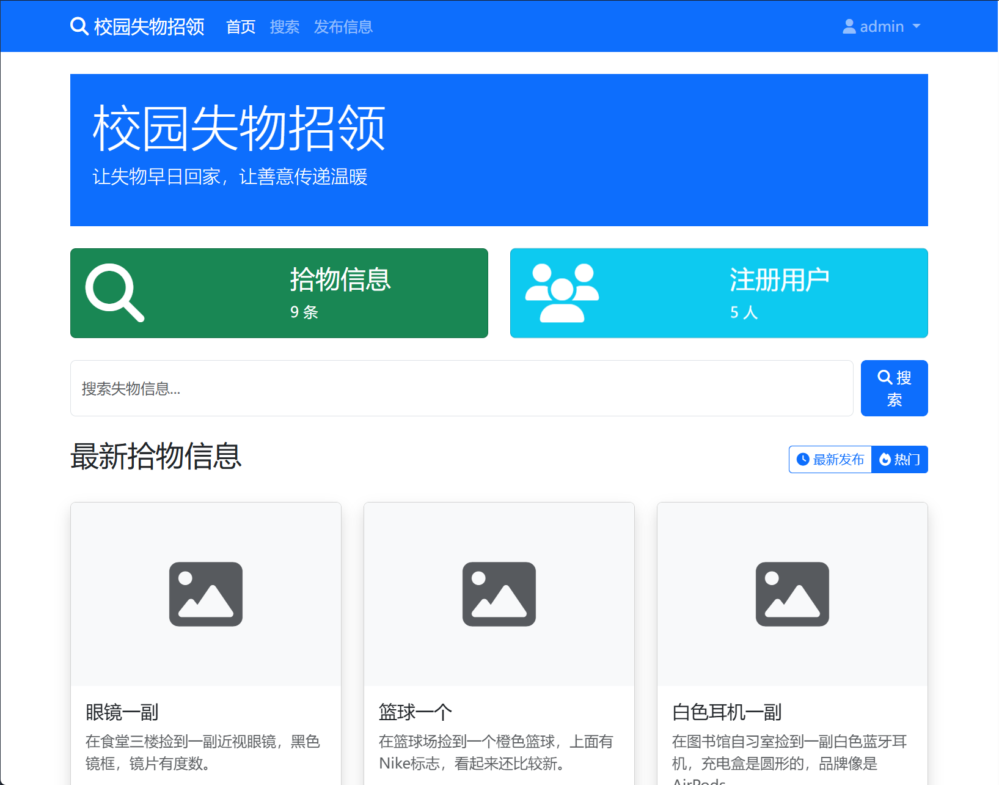 校园失物招领 首页 搜索 发布信息 admin
校园失物招领
让失物早日回家，让善意传递温暖
拾物信息
9 条
注册用户
5 人
搜索失物信息...
搜
索
最新拾物信息
最新发布 热门
眼镜一副
在食堂三楼捡到一副近视眼镜，黑色
镜框，镜片有度数。
篮球一个
在篮球场捡到一个橙色篮球，上面有
Nike标志，看起来还比较新。
白色耳机一副
在图书馆自习室捡到一副白色蓝牙耳
机，充电盒是圆形的，品牌像是
AirPods